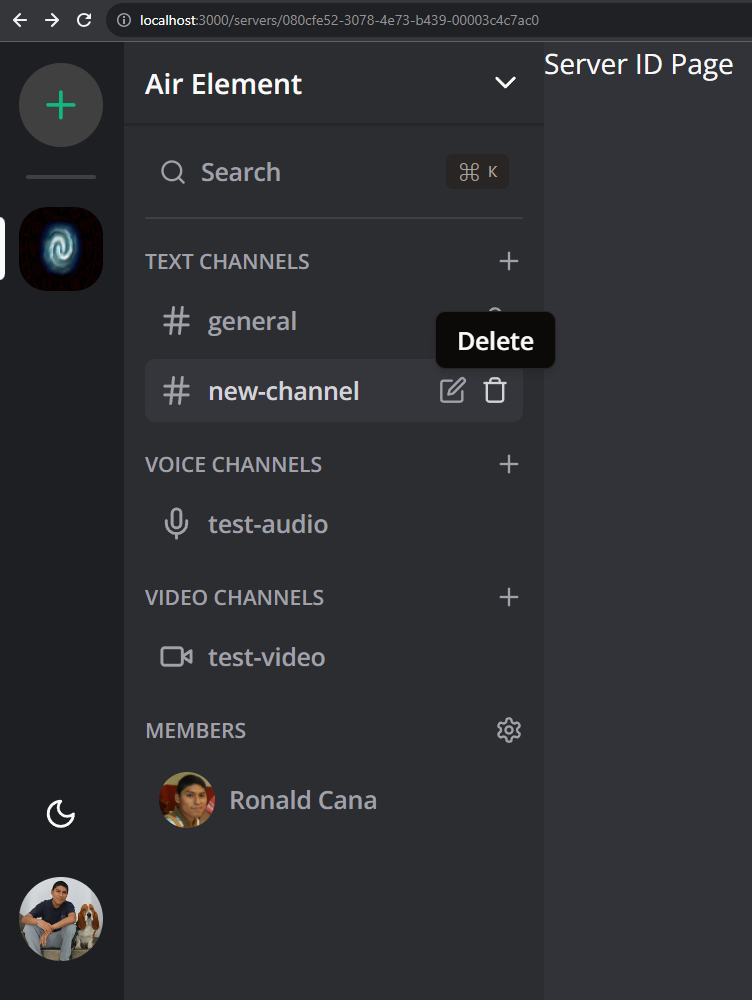 localhost:3000/servers/080cfe52-3078-4e73-b439-00003c4c7ac0
Air Element
Server ID Page
Search
⌘ K
TEXT CHANNELS
general
Delete
new-channel
VOICE CHANNELS
test-audio
VIDEO CHANNELS
test-video
MEMBERS
Ronald Cana